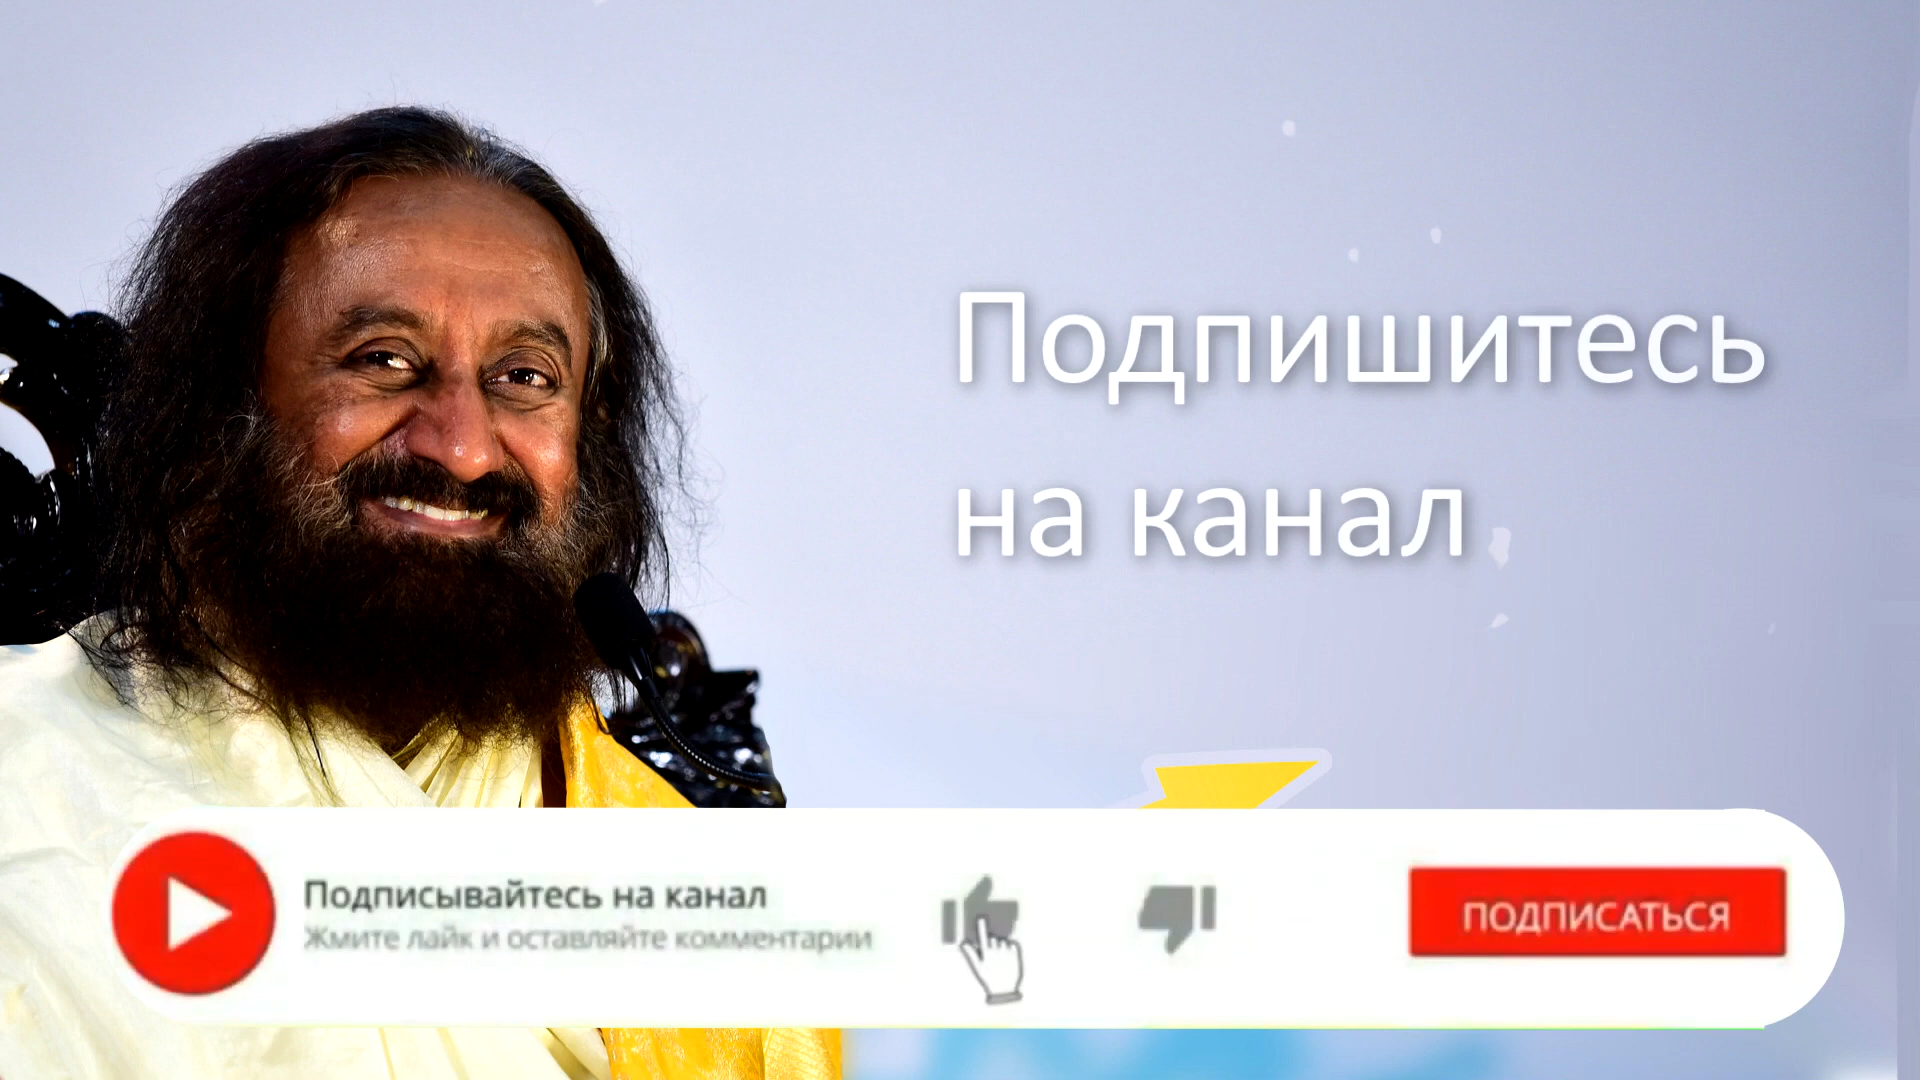 Подпишитесь
на канал
Подписывайтесь на канал
Жмите лайк и оставляйте комментарии
ПОДПИСАТЬСЯ